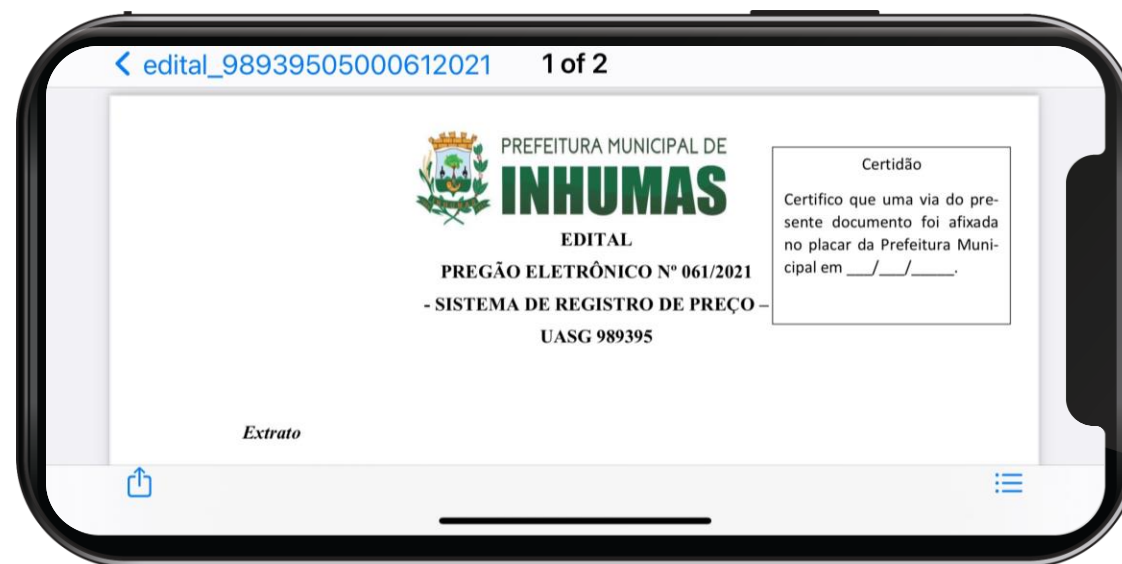 edital_98939505000612021 1 of 2
PREFEITURA MUNICIPAL DE
INHUMAS
EDITAL
PREGÃO ELETRÔNICO Nº 061/2021
- SISTEMA DE REGISTRO DE PREÇO –
UASG 989395
Certidão
Certifico que uma via do pre-
sente documento foi afixada
no placar da Prefeitura Muni-
cipal em ___/___/_____.
Extrato